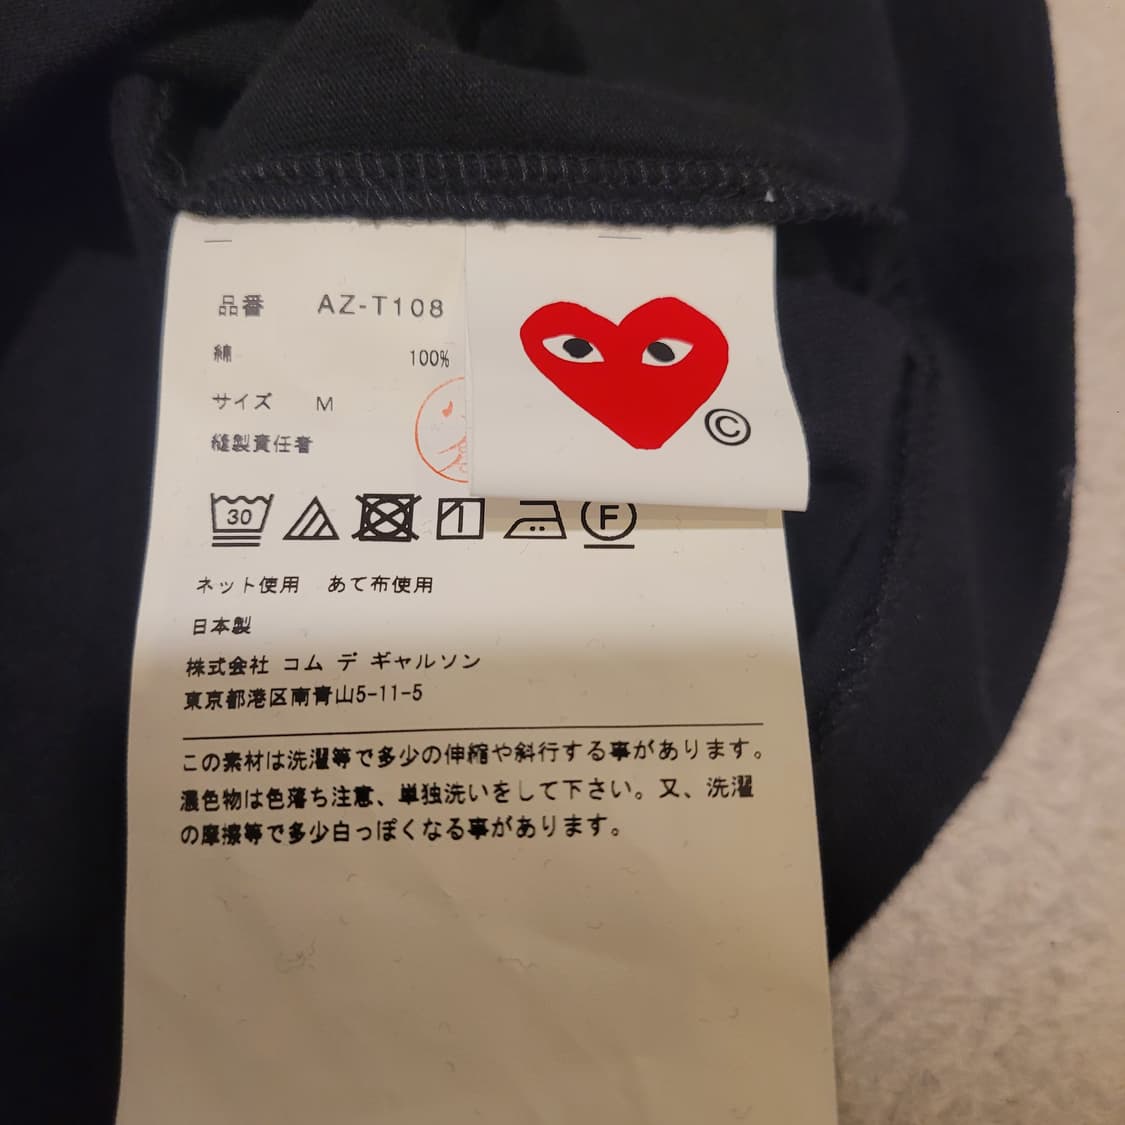 品番 AZ-T108
綿 100%
サイズ M
縫製責任者
©
30
F
ネット使用 あて布使用
日本製
株式会社 コム デ ギャルソン
東京都港区南青山5-11-5
この素材は洗濯等で多少の伸縮や斜行する事があります。
濃色物は色落ち注意、単独洗いをして下さい。又、洗濯
の摩擦等で多少白っぽくなる事があります。